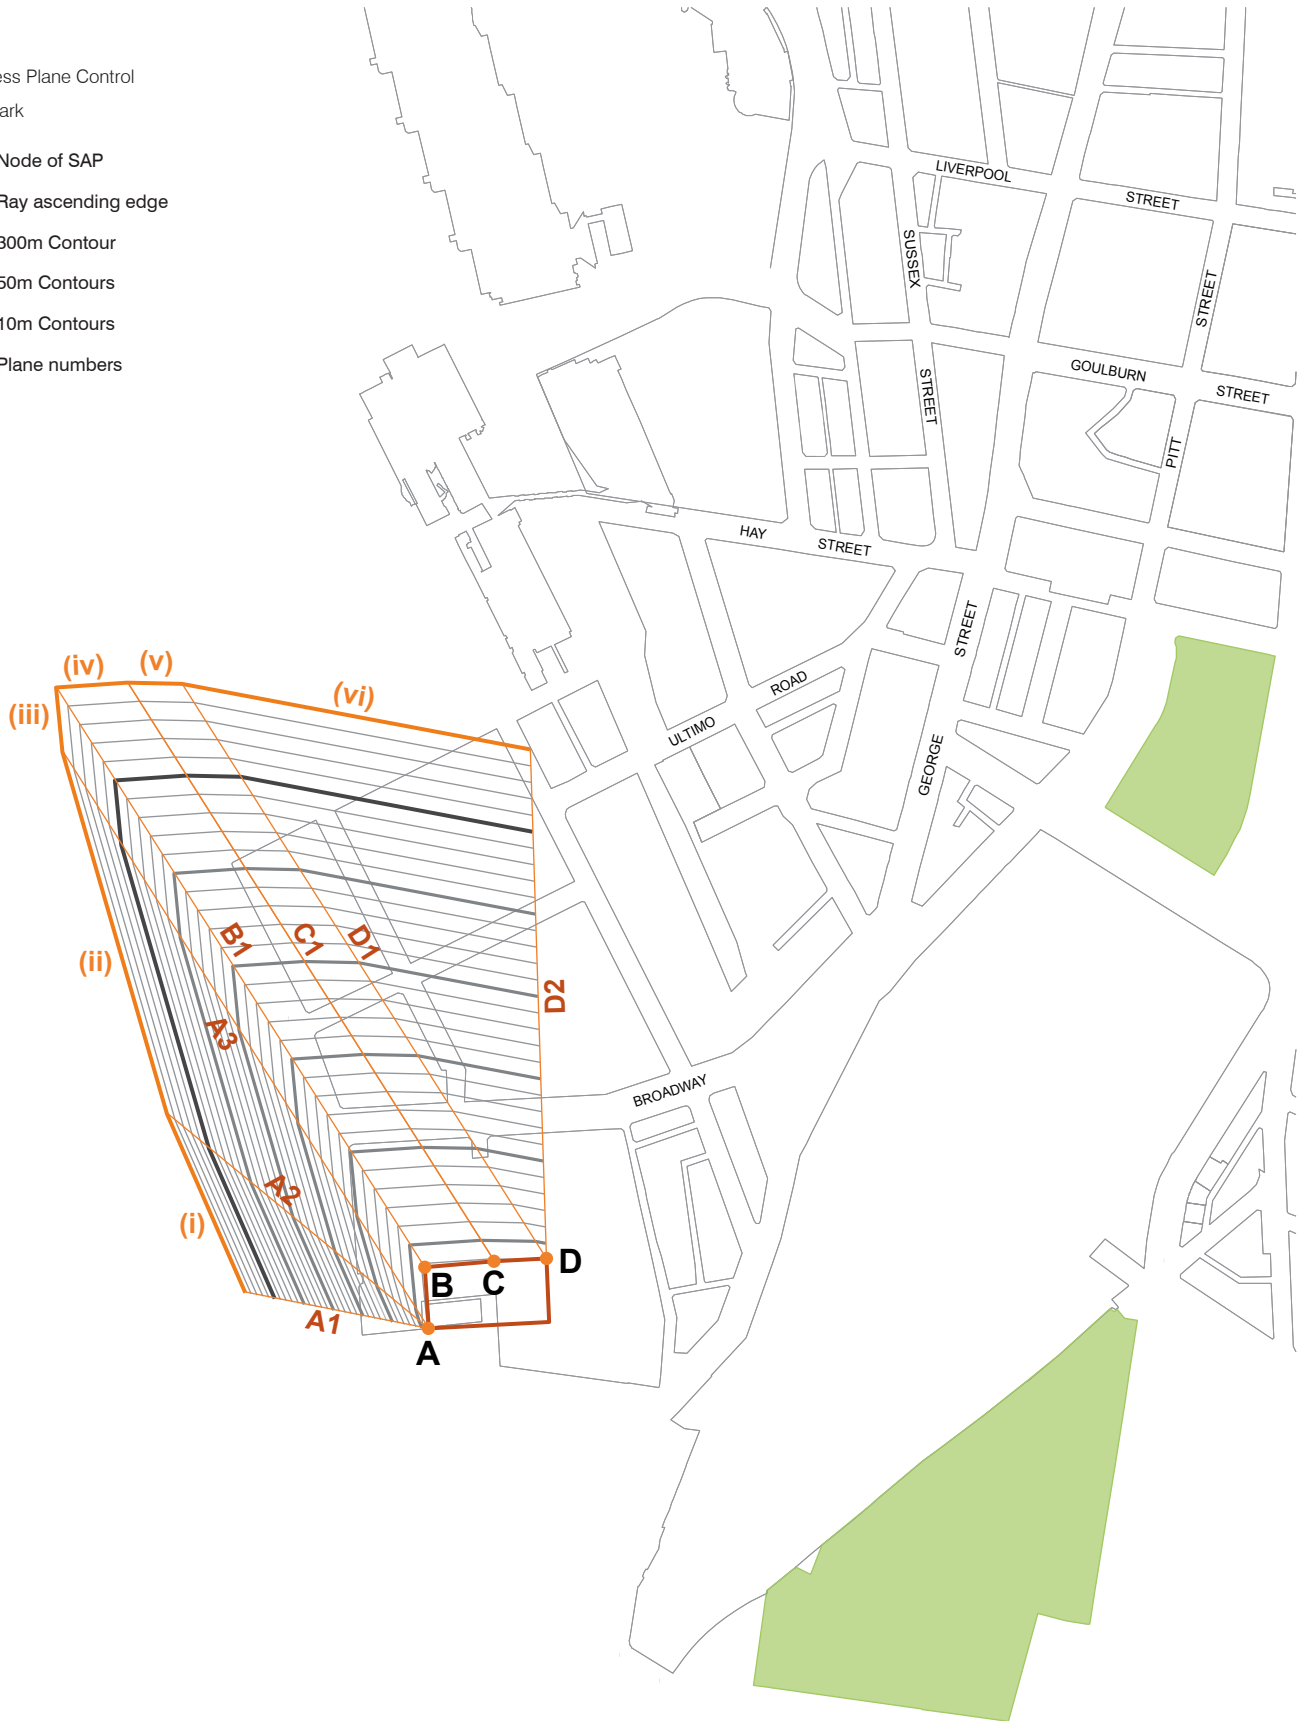 ess Plane Control
ark
Node of SAP
Ray ascending edge
300m Contour
50m Contours
10m Contours
Plane numbers
LIVERPOOL
STREET
SUSSEX
STREET
STREET
GOULBURN
STREET
PITT
HAY
STREET
STREET
ROAD
ULTIMO
GEORGE
BROADWAY
(iv)
(v)
(vi)
(iii)
(ii)
(i)
B1
C1
D1
D2
A3
A2
A1
B
C
D
A